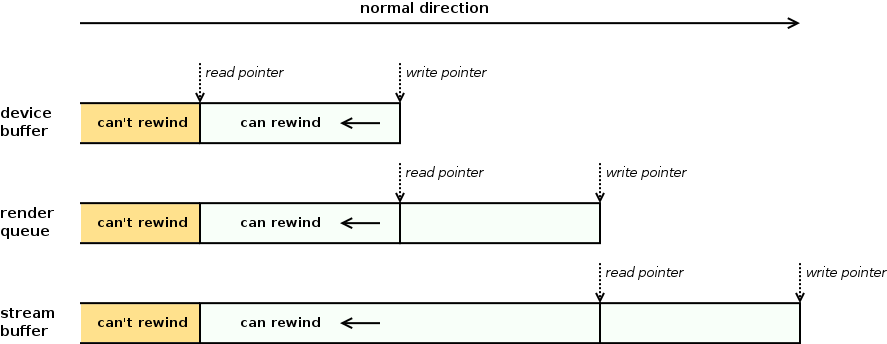 normal direction
read pointer
write pointer
device
buffer
can't rewind
can rewind
read pointer
write pointer
render
queue
can't rewind
can rewind
read pointer
write pointer
stream
buffer
can't rewind
can rewind